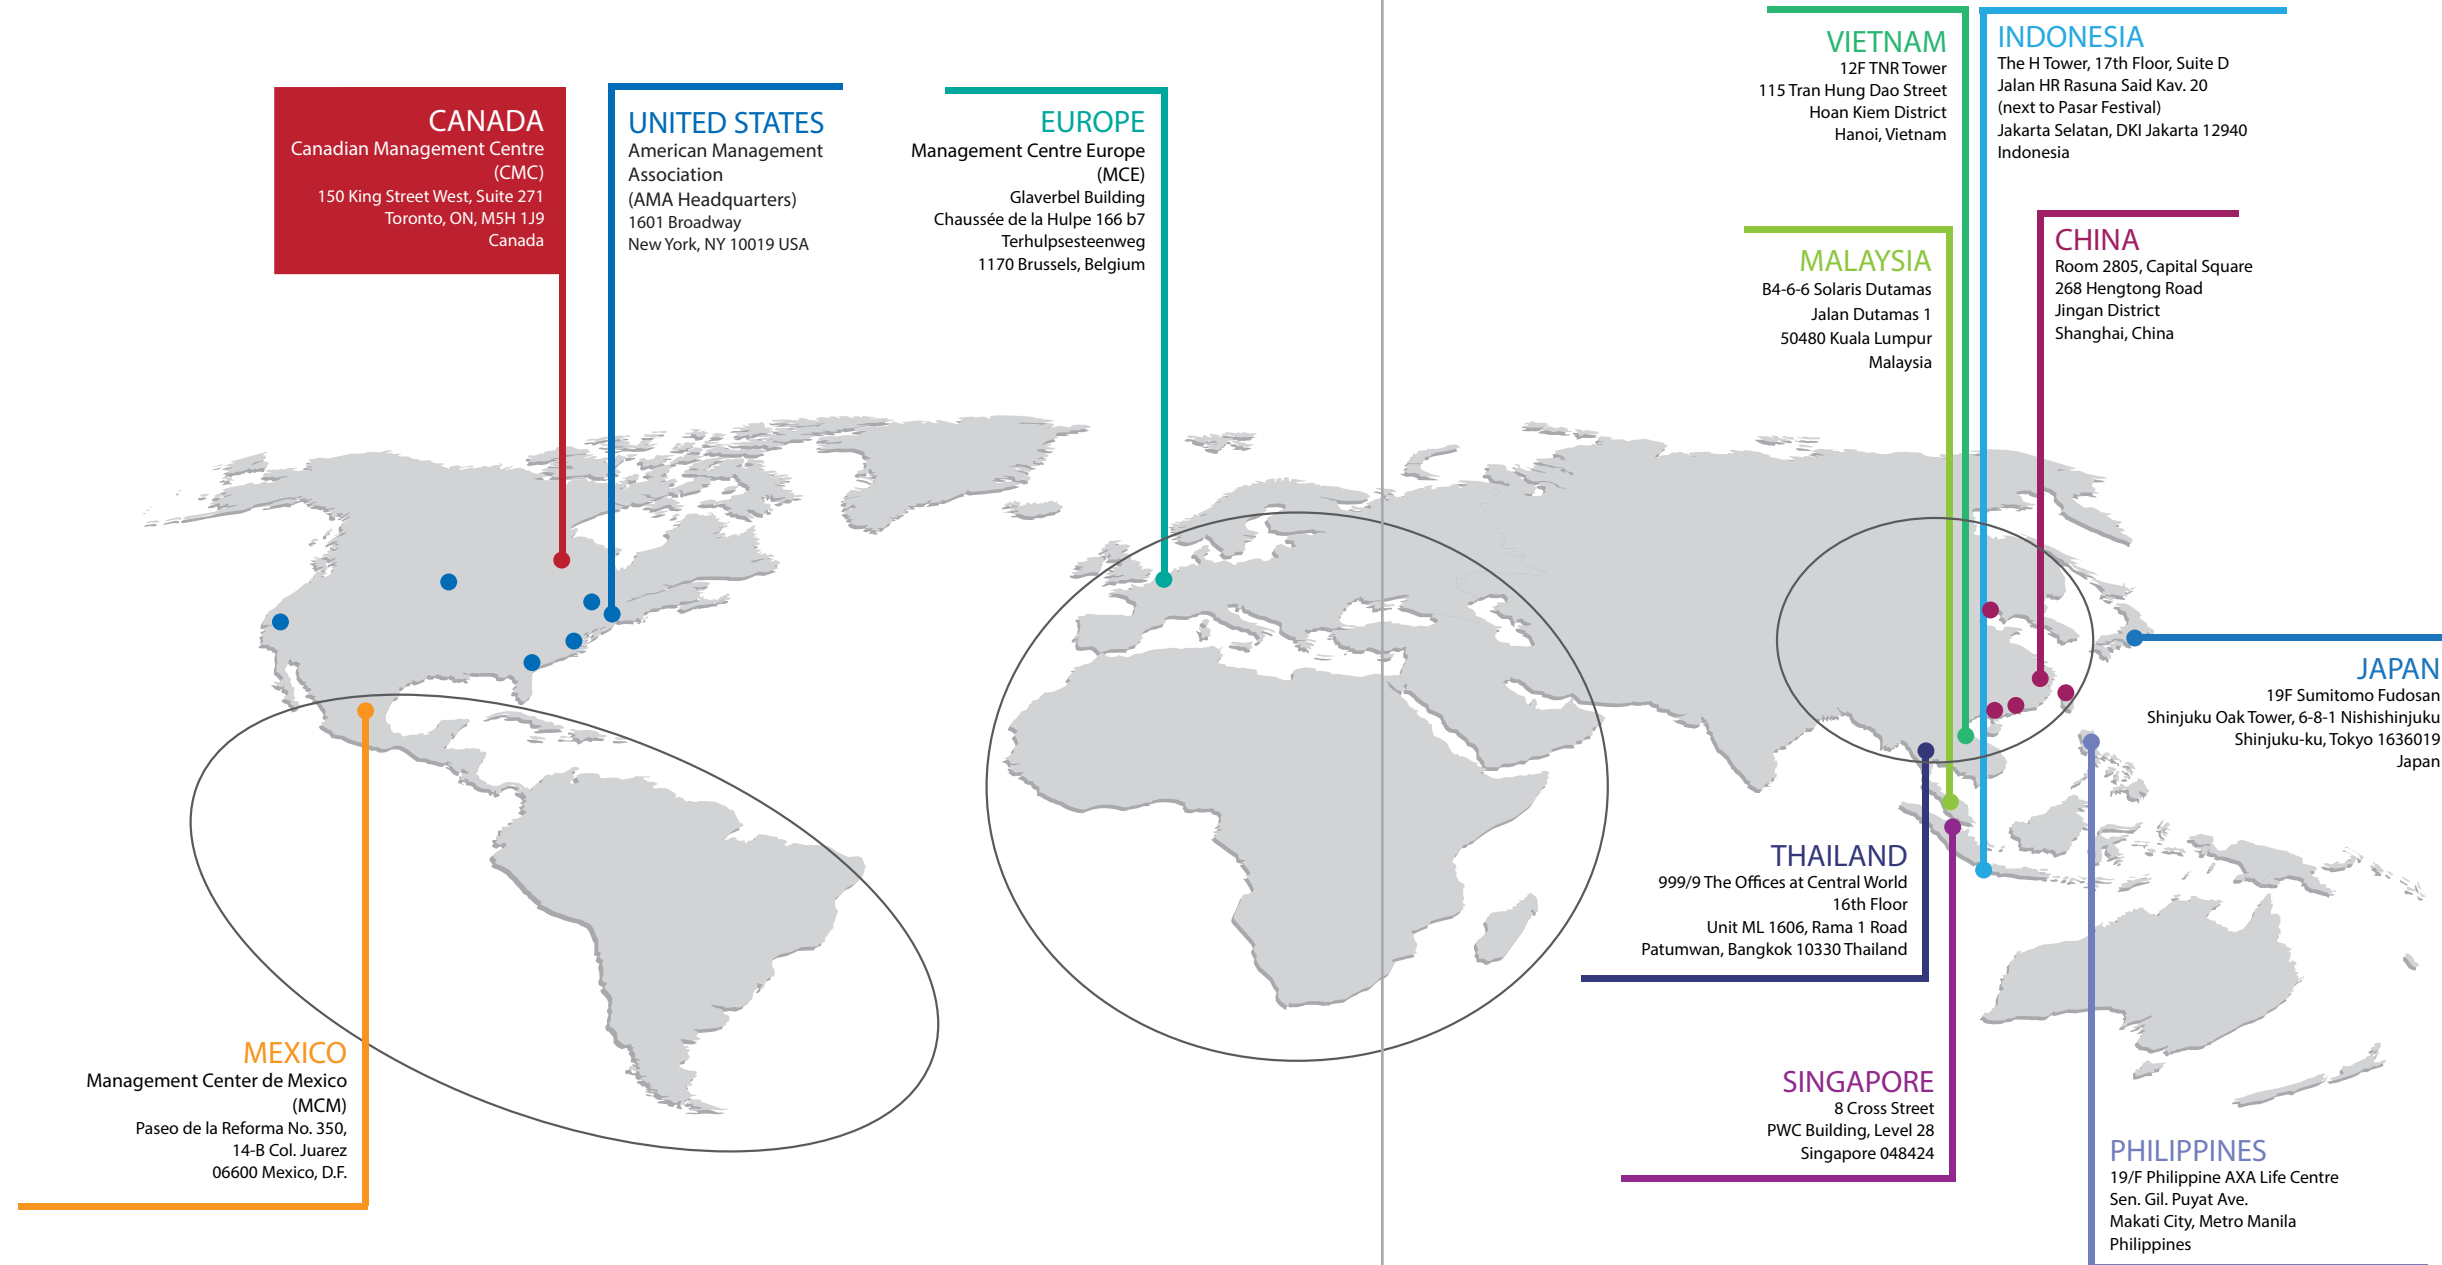 CANADA
Canadian Management Centre
(CMC)
150 King Street West, Suite 271
Toronto, ON, M5H 1J9
Canada
UNITED STATES
American Management
Association
(AMA Headquarters)
1601 Broadway
New York, NY 10019 USA
EUROPE
Management Centre Europe
(MCE)
Glaverbel Building
Chaussée de la Hulpe 166 b7
Terhulpsesteenweg
1170 Brussels, Belgium
VIETNAM
12F TNR Tower
115 Tran Hung Dao Street
Hoan Kiem District
Hanoi, Vietnam
INDONESIA
The H Tower, 17th Floor, Suite D
Jalan HR Rasuna Said Kav. 20
(next to Pasar Festival)
Jakarta Selatan, DKI Jakarta 12940
Indonesia
MALAYSIA
B4-6-6 Solaris Dutamas
Jalan Dutamas 1
50480 Kuala Lumpur
Malaysia
CHINA
Room 2805, Capital Square
268 Hengtong Road
Jingan District
Shanghai, China
JAPAN
19F Sumitomo Fudosan
Shinjuku Oak Tower, 6-8-1 Nishishinjuku
Shinjuku-ku, Tokyo 1636019
Japan
THAILAND
999/9 The Offices at Central World
16th Floor
Unit ML 1606, Rama 1 Road
Patumwan, Bangkok 10330 Thailand
MEXICO
Management Center de Mexico
(MCM)
Paseo de la Reforma No. 350,
14-B Col. Juarez
06600 Mexico, D.F.
SINGAPORE
8 Cross Street
PWC Building, Level 28
Singapore 048424
PHILIPPINES
19/F Philippine AXA Life Centre
Sen. Gil. Puyat Ave.
Makati City, Metro Manila
Philippines